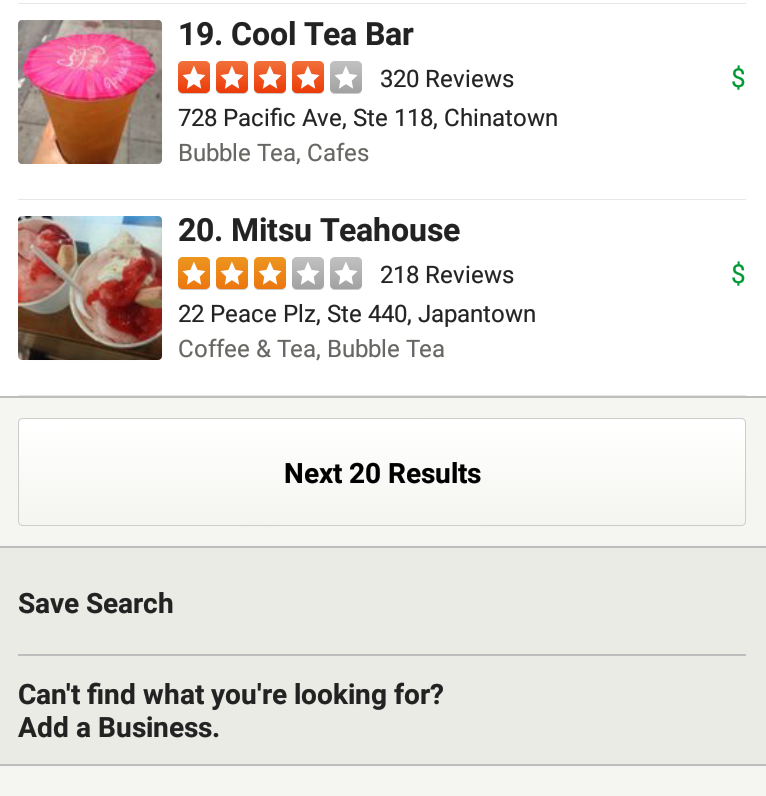 19. Cool Tea Bar
320 Reviews
$
728 Pacific Ave, Ste 118, Chinatown
Bubble Tea, Cafes
20. Mitsu Teahouse
218 Reviews
$
22 Peace Plz, Ste 440, Japantown
Coffee & Tea, Bubble Tea
Next 20 Results
Save Search
Can't find what you're looking for?
Add a Business.